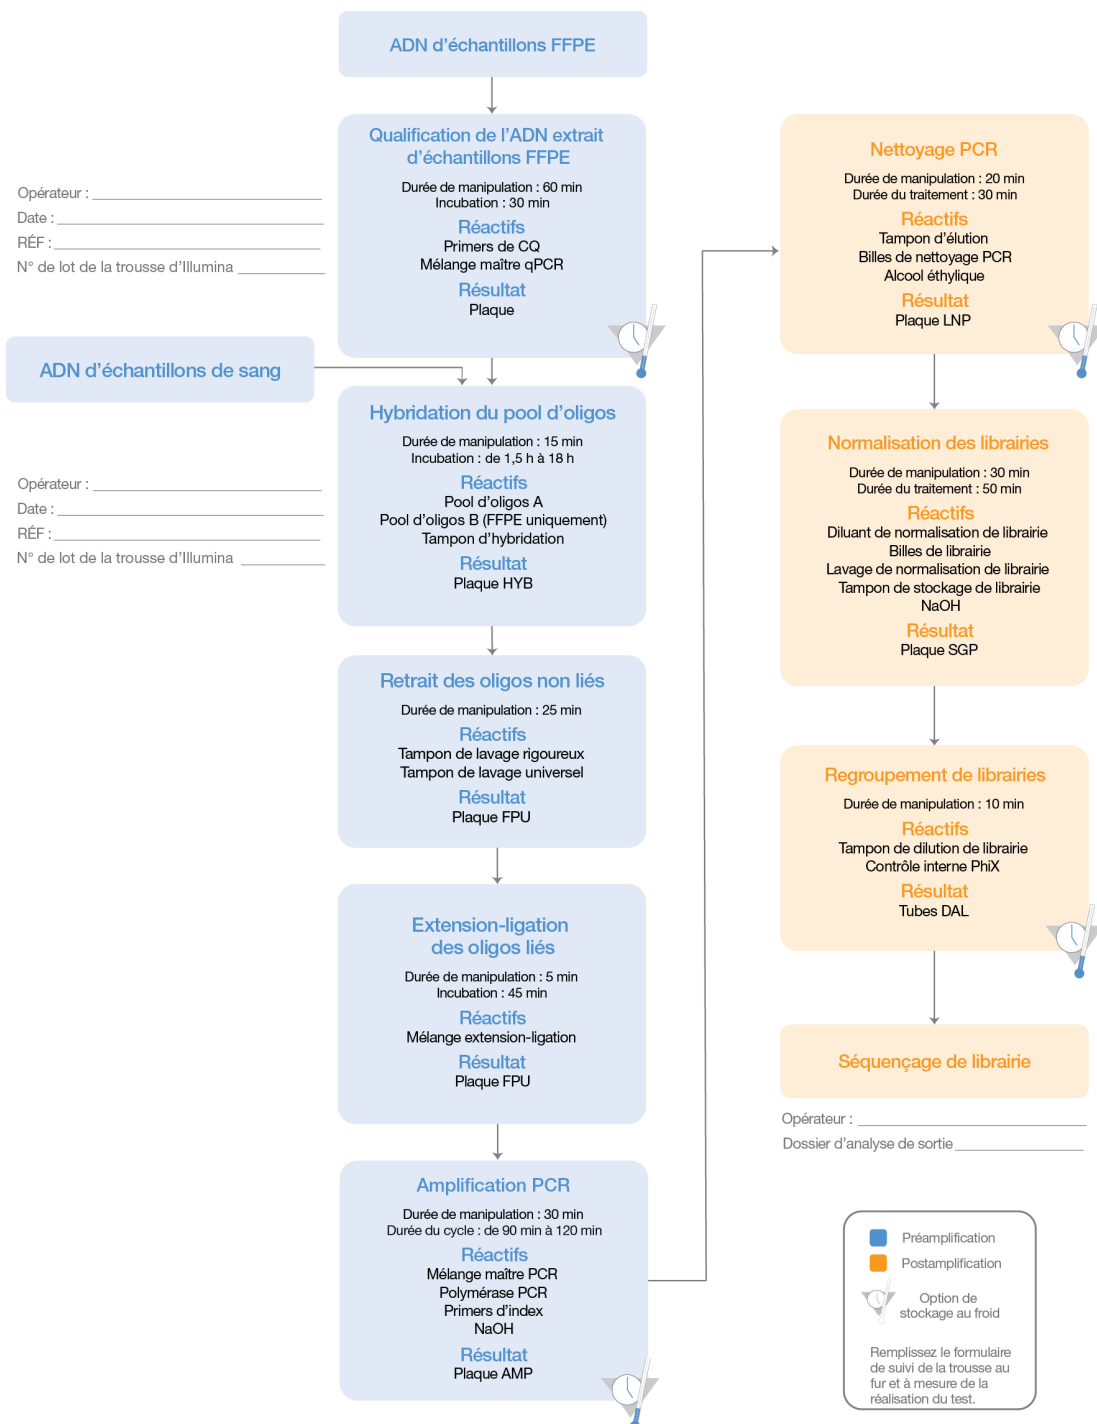 ADN d'échantillons FFPE
Qualification de l'ADN extrait
d'échantillons FFPE
Durée de manipulation : 60 min
Incubation : 30 min
Réactifs
Primers de CQ
Mélange maître qPCR
Résultat
Plaque
Opérateur :
Date :
RÉF :
N° de lot de la trousse d'Illumina
ADN d'échantillons de sang
Hybridation du pool d'oligos
Durée de manipulation : 15 min
Incubation : de 1,5 h à 18 h
Réactifs
Pool d'oligos A
Pool d'oligos B (FFPE uniquement)
Tampon d'hybridation
Résultat
Plaque HYB
Opérateur :
Date :
RÉF :
N° de lot de la trousse d'Illumina
Retrait des oligos non liés
Durée de manipulation : 25 min
Réactifs
Tampon de lavage rigoureux
Tampon de lavage universel
Résultat
Plaque FPU
Extension-ligation
des oligos liés
Durée de manipulation : 5 min
Incubation : 45 min
Réactifs
Mélange extension-ligation
Résultat
Plaque FPU
Amplification PCR
Durée de manipulation : 30 min
Durée du cycle : de 90 min à 120 min
Réactifs
Mélange maître PCR
Polymérase PCR
Primers d'index
NaOH
Résultat
Plaque AMP
Nettoyage PCR
Durée de manipulation : 20 min
Durée du traitement : 30 min
Réactifs
Tampon d'élution
Billes de nettoyage PCR
Alcool éthylique
Résultat
Plaque LNP
Normalisation des librairies
Durée de manipulation : 30 min
Durée du traitement : 50 min
Réactifs
Diluant de normalisation de librairie
Billes de librairie
Lavage de normalisation de librairie
Tampon de stockage de librairie
NaOH
Résultat
Plaque SGP
Regroupement de librairies
Durée de manipulation : 10 min
Réactifs
Tampon de dilution de librairie
Contrôle interne PhiX
Résultat
Tubes DAL
Séquençage de librairie
Opérateur :
Dossier d'analyse de sortie
Préamplification
Postamplification
Option de
stockage au froid
Remplissez le formulaire
de suivi de la trousse au
fur et à mesure de la
réalisation du test.